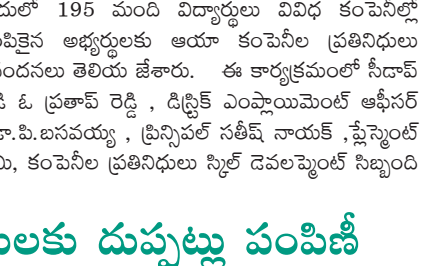 దులో 195 మంది విద్యార్థులు వివిధ కంపెనీల్లో
పికైన అభ్యర్థులకు ఆయా కంపెనీల ప్రతినిధులు
నందనలు తెలియ జేశారు. ఈ కార్యక్రమంలో సీడాప్
డి ఓ ప్రతాప్ రెడ్డి , డిస్ట్రిక్ ఎంప్లాయిమెంట్ ఆఫీసర్
డా.పి.బసవయ్య , ప్రిన్సిపల్ సతీష్ నాయక్ ,ప్లేస్మెంట్
మి, కంపెనీల ప్రతినిధులు స్కిల్ డెవలప్మెంట్ సిబ్బంది
లకు దుప్పట్లు పంపిణీ